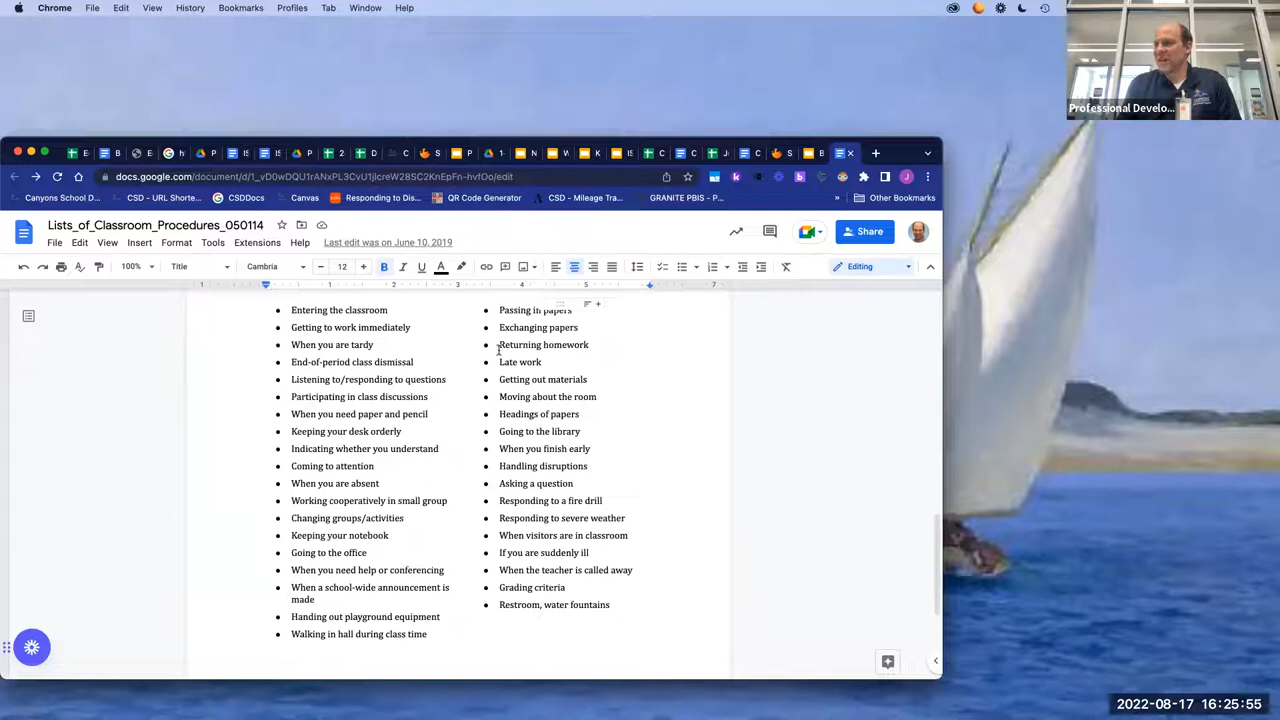 Chrome File Edit View History Bookmarks Profiles Tab Window Help
Professional Develo...
docs.google.com/document/d/1_vD0wDQU1rANxPL3CvU1jlcreW28SC2KnEpFn-hvf0o/edit
Canyons School D... CSD - URL Shorte... CSDDocs Responding to Dis... QR Code Generator CSD - Mileage Tra... GRANITE PBIS - P... » Other Bookmarks
Lists_of_Classroom_Procedures_050114
Share
File Edit View Insert Format Tools Extensions Help Last edit was on June 10, 2019
100% Title Cambria 12 B I U A Editing
1 1 2 3 4 5 7
Entering the classroom
Getting to work immediately
When you are tardy
End-of-period class dismissal
Listening to/responding to questions
Participating in class discussions
When you need paper and pencil
Keeping your desk orderly
Indicating whether you understand
Coming to attention
When you are absent
Working cooperatively in small group
Changing groups/activities
Keeping your notebook
Going to the office
When you need help or conferencing
When a school-wide announcement is
made
Handing out playground equipment
Walking in hall during class time
Passing in papers
Exchanging papers
Returning homework
Late work
Getting out materials
Moving about the room
Headings of papers
Going to the library
When you finish early
Handling disruptions
Asking a question
Responding to a fire drill
Responding to severe weather
When visitors are in classroom
If you are suddenly ill
When the teacher is called away
Grading criteria
Restroom, water fountains
2022-08-17 16:25:55